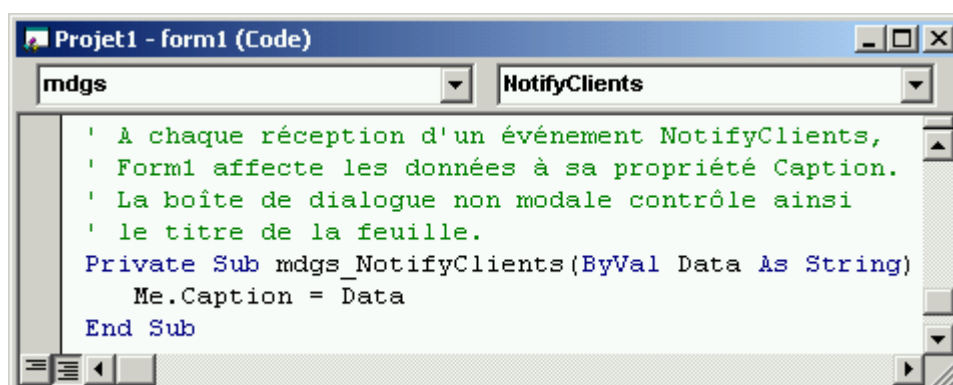 Projet1 - form1 (Code)
mdgs NotifyClients
' A chaque réception d'un événement NotifyClients,
' Form1 affecte les données à sa propriété Caption.
' La boîte de dialogue non modale contrôle ainsi
' le titre de la feuille.
Private Sub mdgs_NotifyClients(ByVal Data As String)
Me.Caption = Data
End Sub